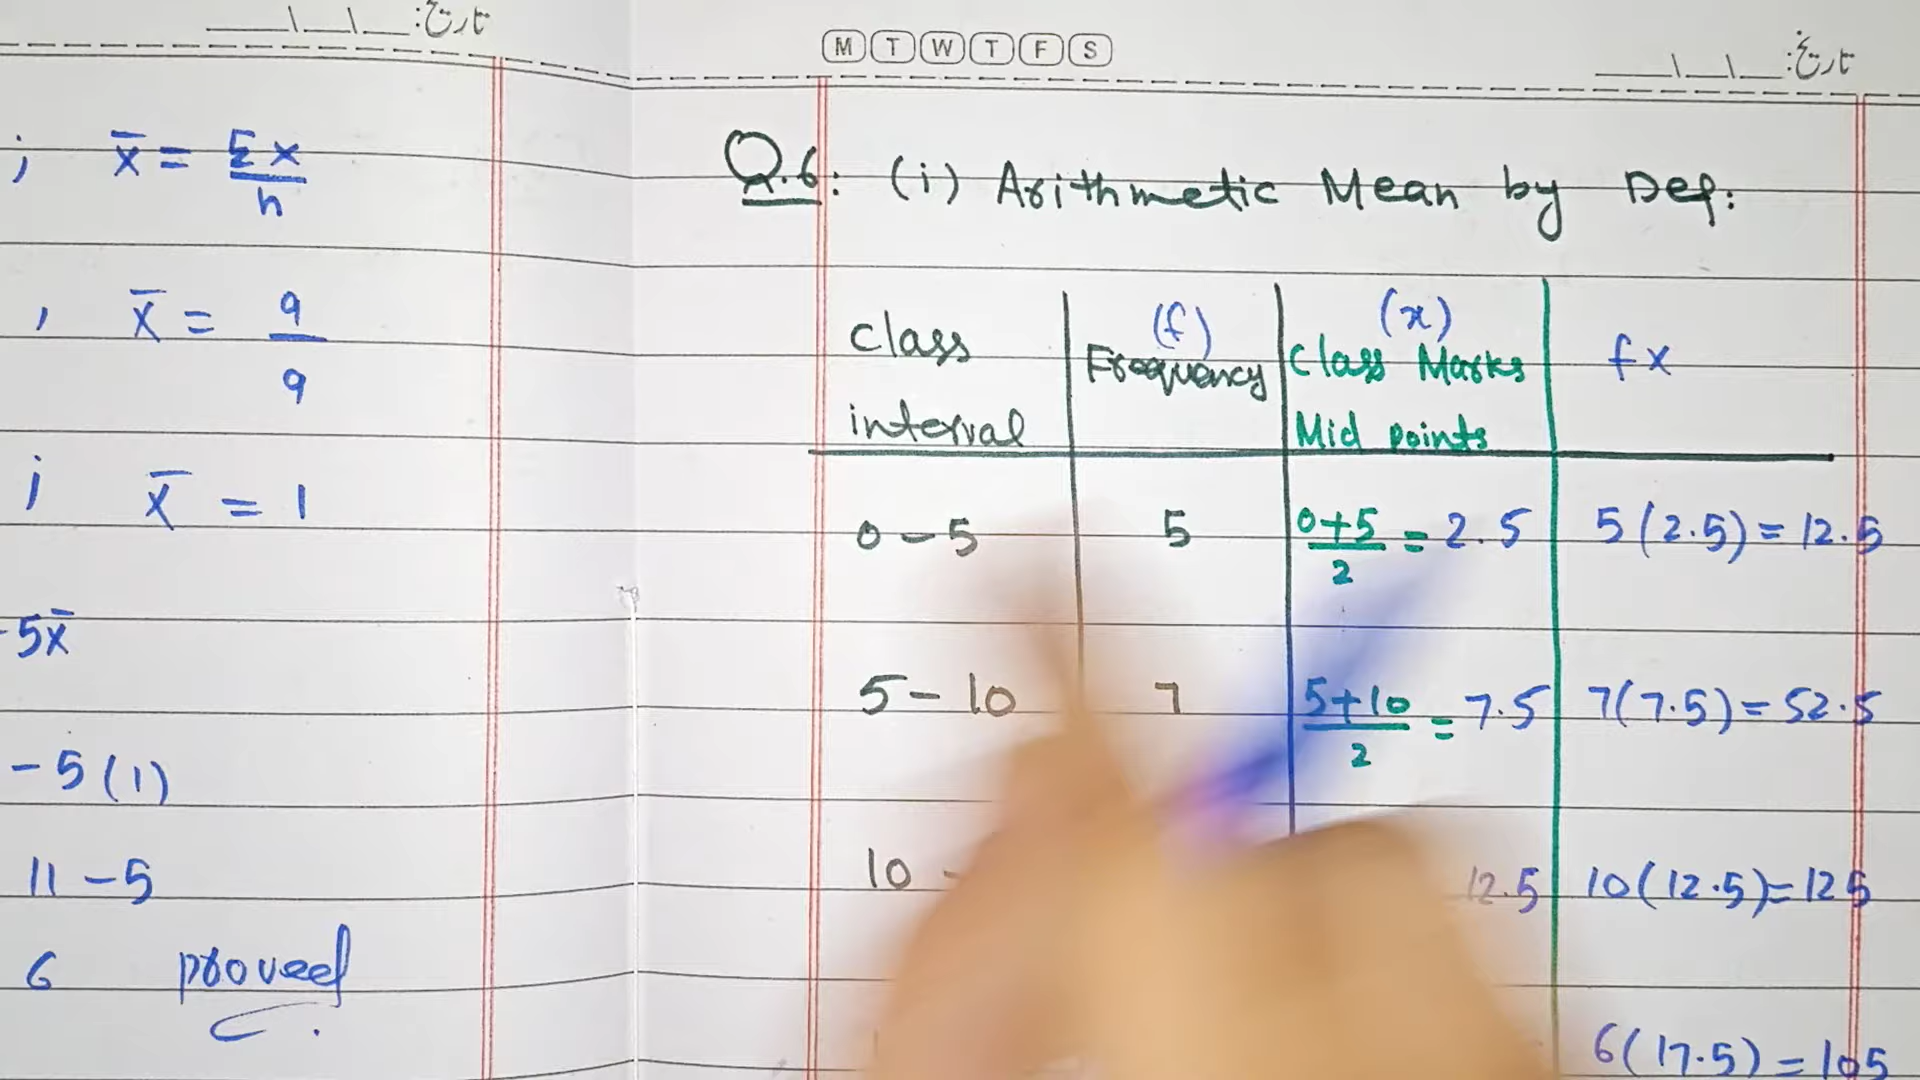 تاریخ: __\__\__
; x̄ = Σx/n
, x̄ = 9/9
; x̄ = 1
-5x̄
-5(1)
11-5
6 proved
M T W T F S
تاریخ: __\__\__
Q.6: (i) Arithmetic Mean by Def:
class interval (f) Frequency (x) Class Marks Mid points fx
0-5 5 0+5/2 = 2.5 5(2.5)=12.5
5-10 7 5+10/2 = 7.5 7(7.5)=52.5
10 - 12.5 10(12.5)=125
6(17.5)=105